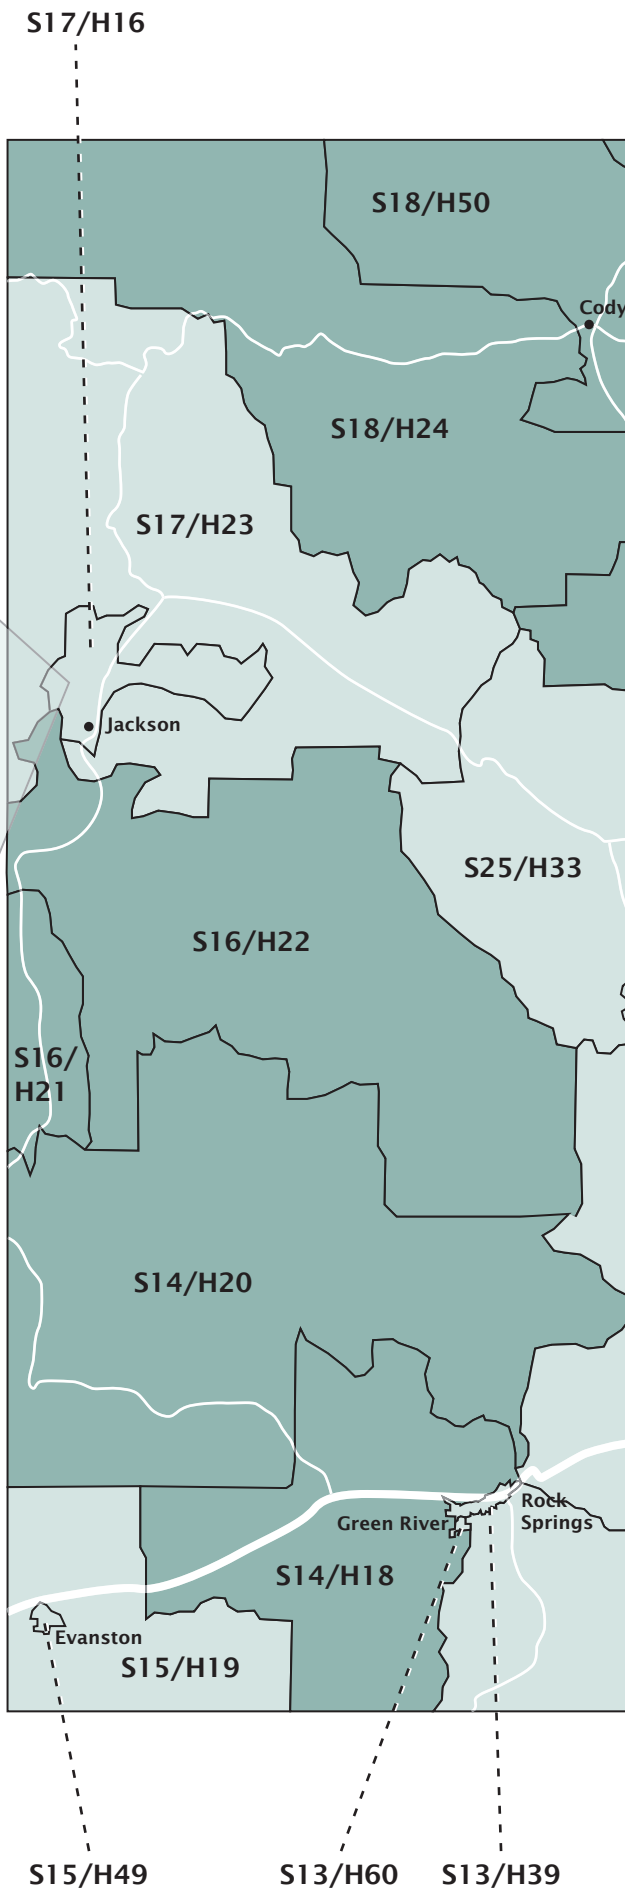 S17/H16
S18/H50
Cody
S18/H24
S17/H23
Jackson
S25/H33
S16/H22
S16/
H21
S14/H20
Rock
Springs
Green River
S14/H18
Evanston
S15/H19
S15/H49
S13/H60
S13/H39